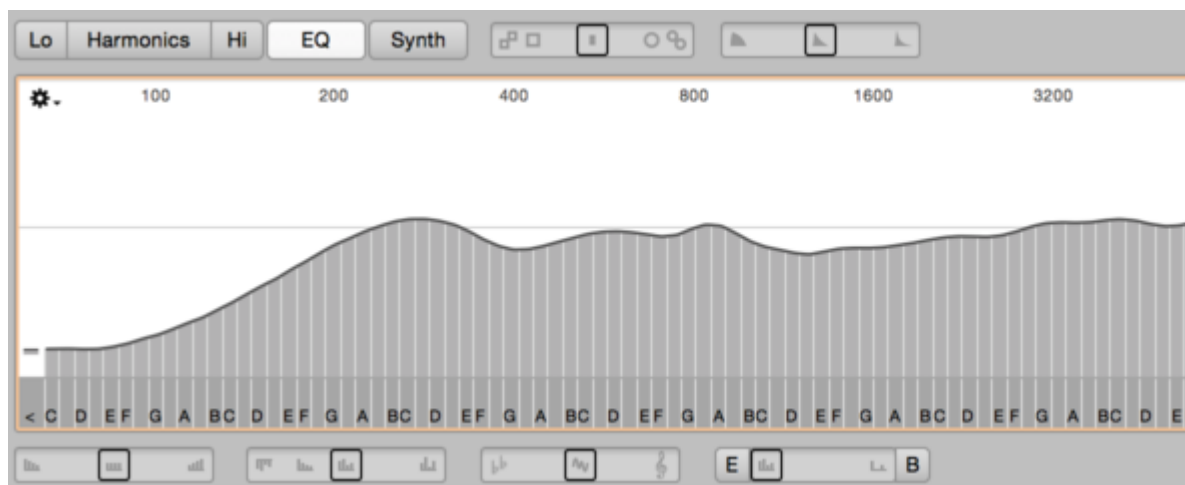 Lo Harmonics Hi EQ Synth
100 200 400 800 1600 3200
< C D E F G A B C D E F G A B C D E F G A B C D E F G A B C D E F G A B C D E F G A B C D E
E B